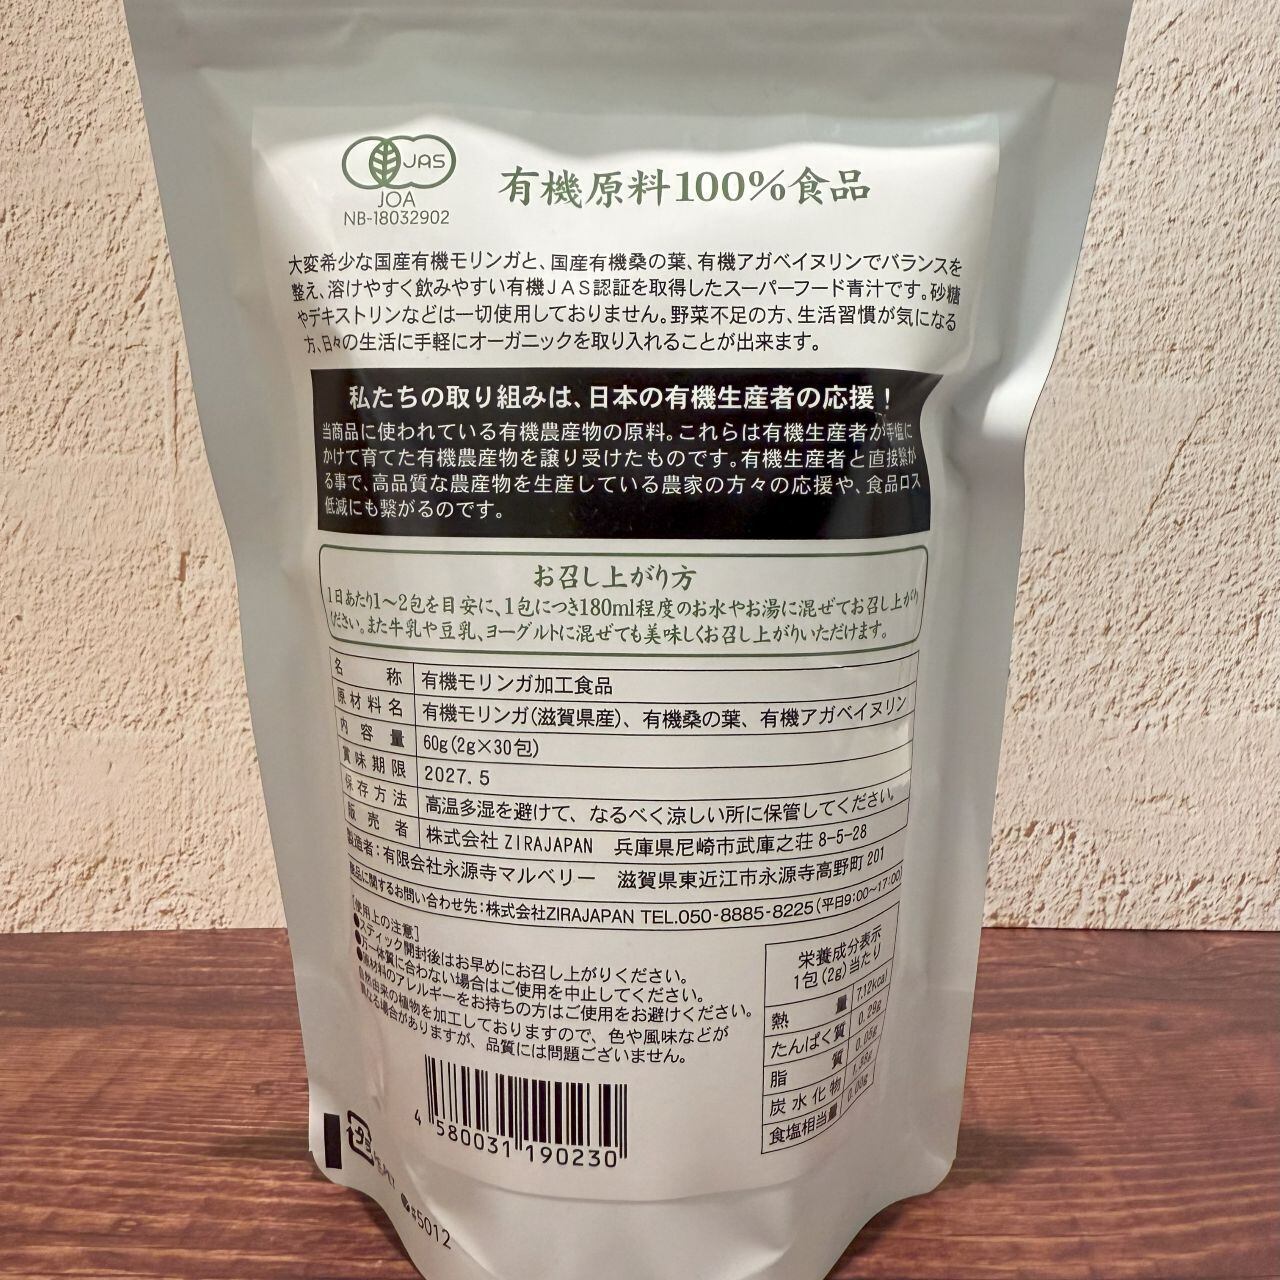 JAS
JOA
NB-18032902
有機原料100%食品
大変希少な国産有機モリンガと、国産有機桑の葉、有機アガベイヌリンでバランスを
整え、溶けやすく飲みやすい有機JAS認証を取得したスーパーフード青汁です。砂糖
やデキストリンなどは一切使用しておりません。野菜不足の方、生活習慣が気になる
方、日々の生活に手軽にオーガニックを取り入れることが出来ます。
私たちの取り組みは、日本の有機生産者の応援！
当商品に使われている有機農産物の原料。これらは有機生産者が手塩に
かけて育てた有機農産物を譲り受けたものです。有機生産者と直接繋が
る事で、高品質な農産物を生産している農家の方々の応援や、食品ロス
低減にも繋がるのです。
お召し上がり方
1日あたり1〜2包を目安に、1包につき180ml程度のお水やお湯に混ぜてお召し上がり
ください。また牛乳や豆乳、ヨーグルトに混ぜても美味しくお召し上がりいただけます。
名称 有機モリンガ加工食品
原材料名 有機モリンガ(滋賀県産)、有機桑の葉、有機アガベイヌリン
内容量 60g(2g×30包)
賞味期限 2027.5
保存方法 高温多湿を避けて、なるべく涼しい所に保管してください。
販売者 株式会社 ZIRAJAPAN 兵庫県尼崎市武庫之荘 8-5-28
製造者：有限会社永源寺マルベリー 滋賀県東近江市永源寺高野町 201
商品に関するお問い合わせ先：株式会社ZIRAJAPAN TEL.050-8885-8225(平日9:00〜17:00)
[使用上の注意]
●スティック開封後はお早めにお召し上がりください。
●万一体質に合わない場合はご使用を中止してください。
●原材料のアレルギーをお持ちの方はご使用をお避けください。
自然由来の植物を加工しておりますので、色や風味などが
異なる場合がありますが、品質には問題ございません。
栄養成分表示
1包(2g)当たり
熱量 7.12kcal
たんぱく質 0.29g
脂質 0.05g
炭水化物 1.38g
食塩相当量 0.00g
4 580031 190230
5012